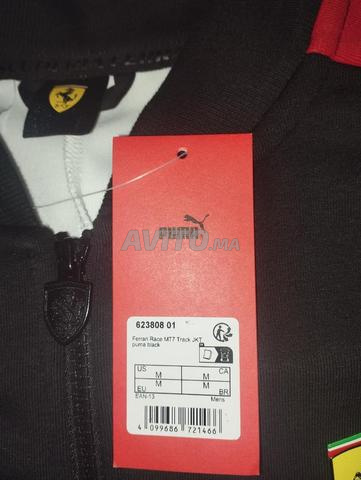 PUMA
AVITO.MA
623808 01
Ferrari Race MT7 Track JKT
puma black
US M M CA
EU M M BR
EAN-13 Mens
4 099686 721466